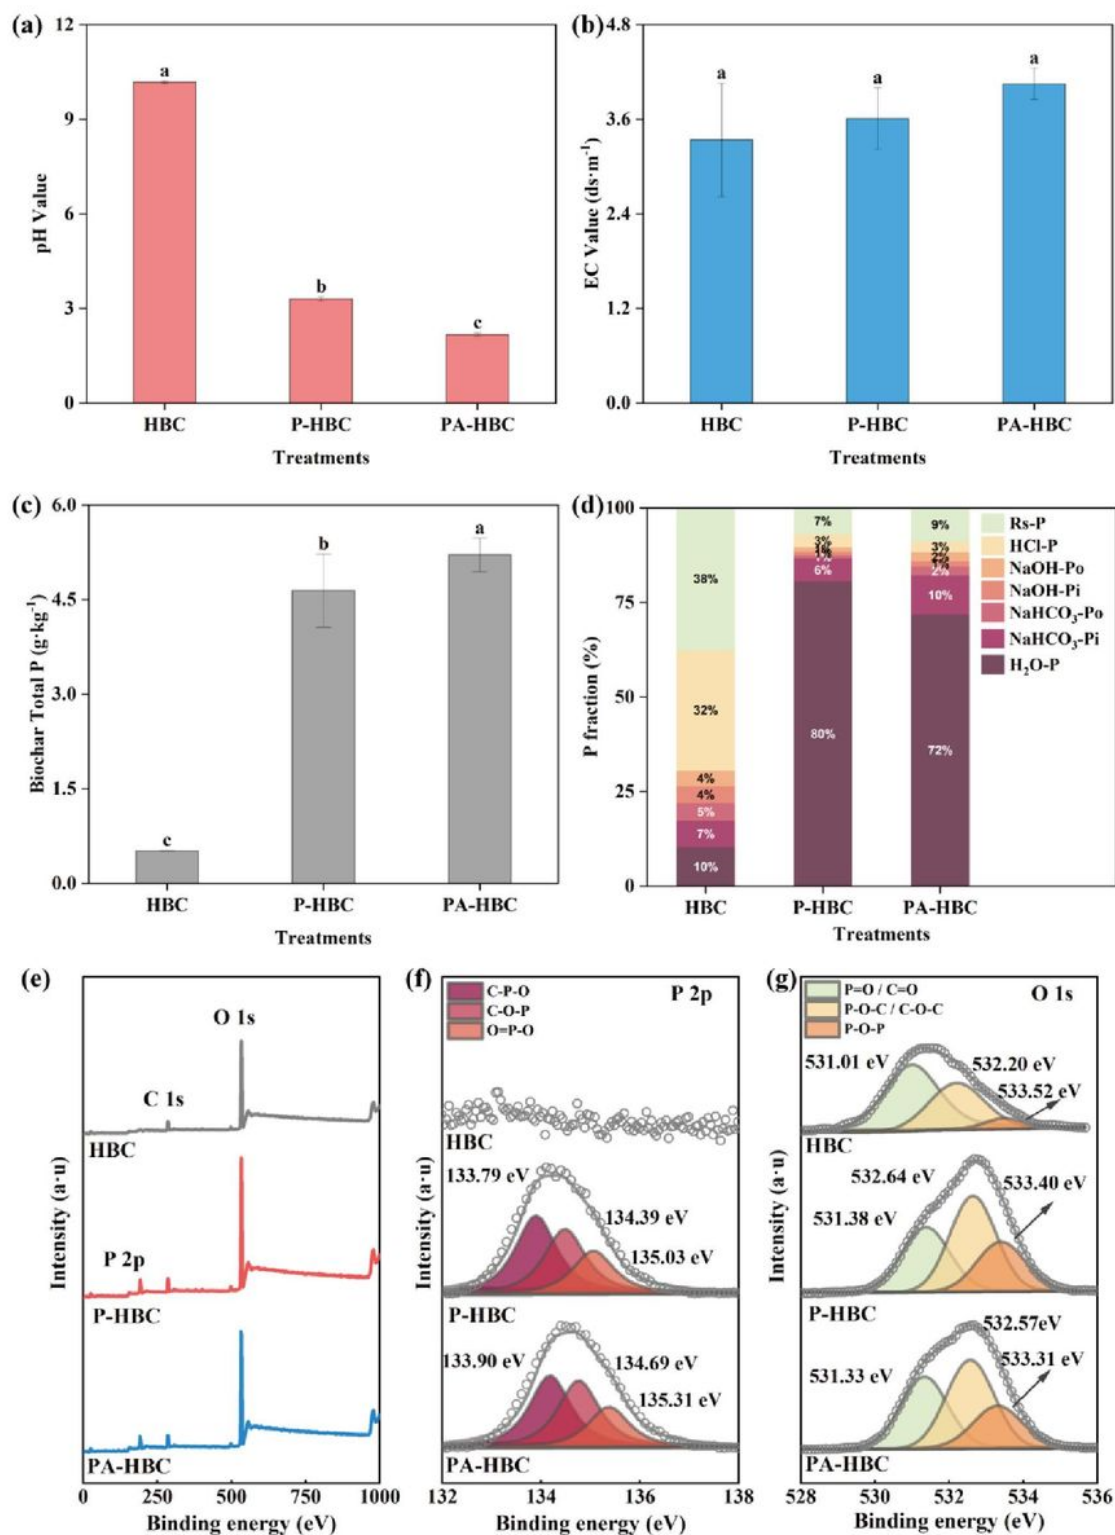 (a)
12
9
6
3
0
pH Value
a
b
c
HBC
P-HBC
PA-HBC
Treatments
(b)
4.8
3.6
2.4
1.2
0.0
EC Value (ds·m⁻¹)
a
a
a
HBC
P-HBC
PA-HBC
Treatments
(c)
6.0
4.5
3.0
1.5
0.0
Biochar Total P (g·kg⁻¹)
c
b
a
HBC
P-HBC
PA-HBC
Treatments
(d)
100
75
50
25
0
P fraction (%)
38%
32%
4%
4%
5%
7%
10%
7%
3%
1%
6%
80%
9%
3%
2%
1%
2%
10%
72%
Rs-P
HCl-P
NaOH-Po
NaOH-Pi
NaHCO₃-Po
NaHCO₃-Pi
H₂O-P
HBC
P-HBC
PA-HBC
Treatments
(e)
Intensity (a·u)
O 1s
C 1s
HBC
P 2p
P-HBC
PA-HBC
0
250
500
750
1000
Binding energy (eV)
(f)
Intensity (a·u)
C-P-O
C-O-P
O=P-O
P 2p
HBC
133.79 eV
134.39 eV
135.03 eV
P-HBC
133.90 eV
134.69 eV
135.31 eV
PA-HBC
132
134
136
138
Binding energy (eV)
(g)
Intensity (a·u)
P=O / C=O
P-O-C / C-O-C
P-O-P
O 1s
531.01 eV
532.20 eV
533.52 eV
HBC
532.64 eV
533.40 eV
531.38 eV
P-HBC
532.57eV
533.31 eV
531.33 eV
PA-HBC
528
530
532
534
536
Binding energy (eV)